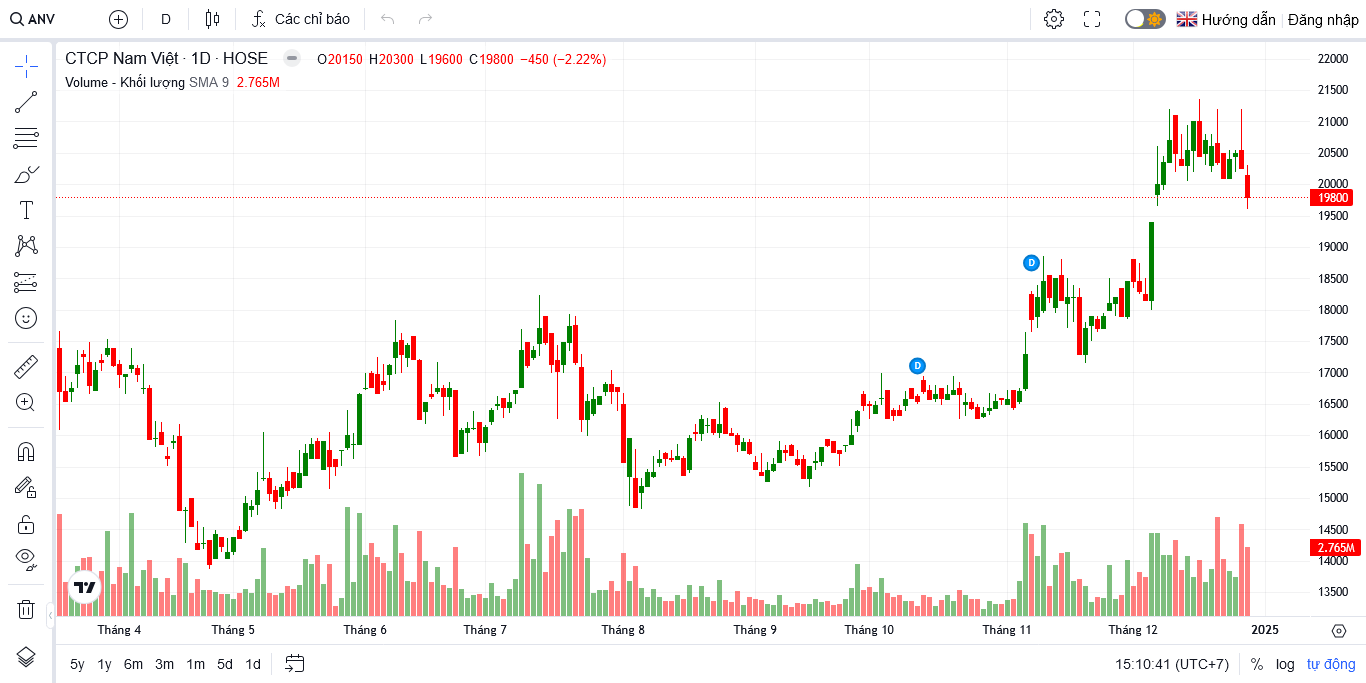 ANV D Các chỉ báo Hướng dẫn Đăng nhập
CTCP Nam Việt · 1D · HOSE O20150 H20300 L19600 C19800 −450 (−2.22%)
Volume - Khối lượng SMA 9 2.765M
22000
21500
21000
20500
20000
19800
19500
19000
18500
18000
17500
17000
16500
16000
15500
15000
14500
2.765M
14000
13500
D
D
Tháng 4 Tháng 5 Tháng 6 Tháng 7 Tháng 8 Tháng 9 Tháng 10 Tháng 11 Tháng 12 2025
5y 1y 6m 3m 1m 5d 1d 15:10:41 (UTC+7) % log tự động